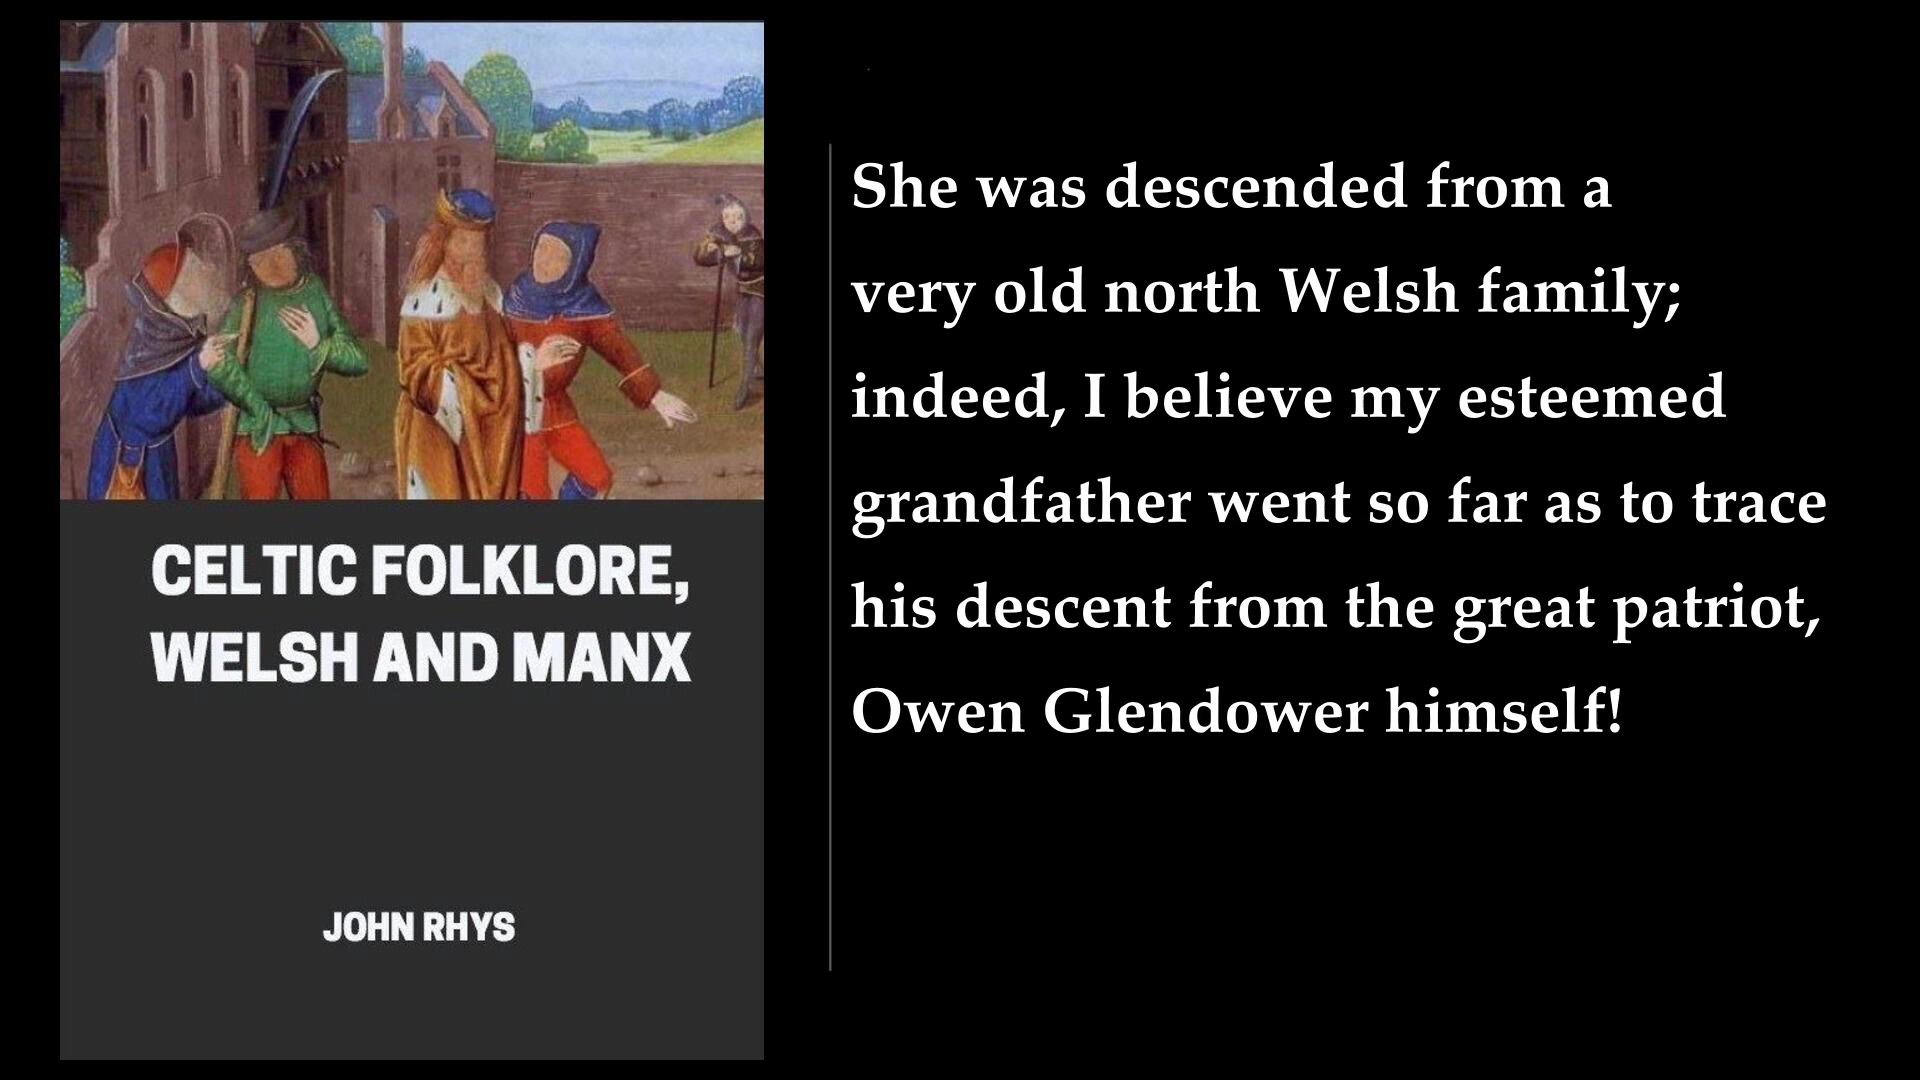 CELTIC FOLKLORE,
WELSH AND MANX
JOHN RHYS
She was descended from a
very old north Welsh family;
indeed, I believe my esteemed
grandfather went so far as to trace
his descent from the great patriot,
Owen Glendower himself!